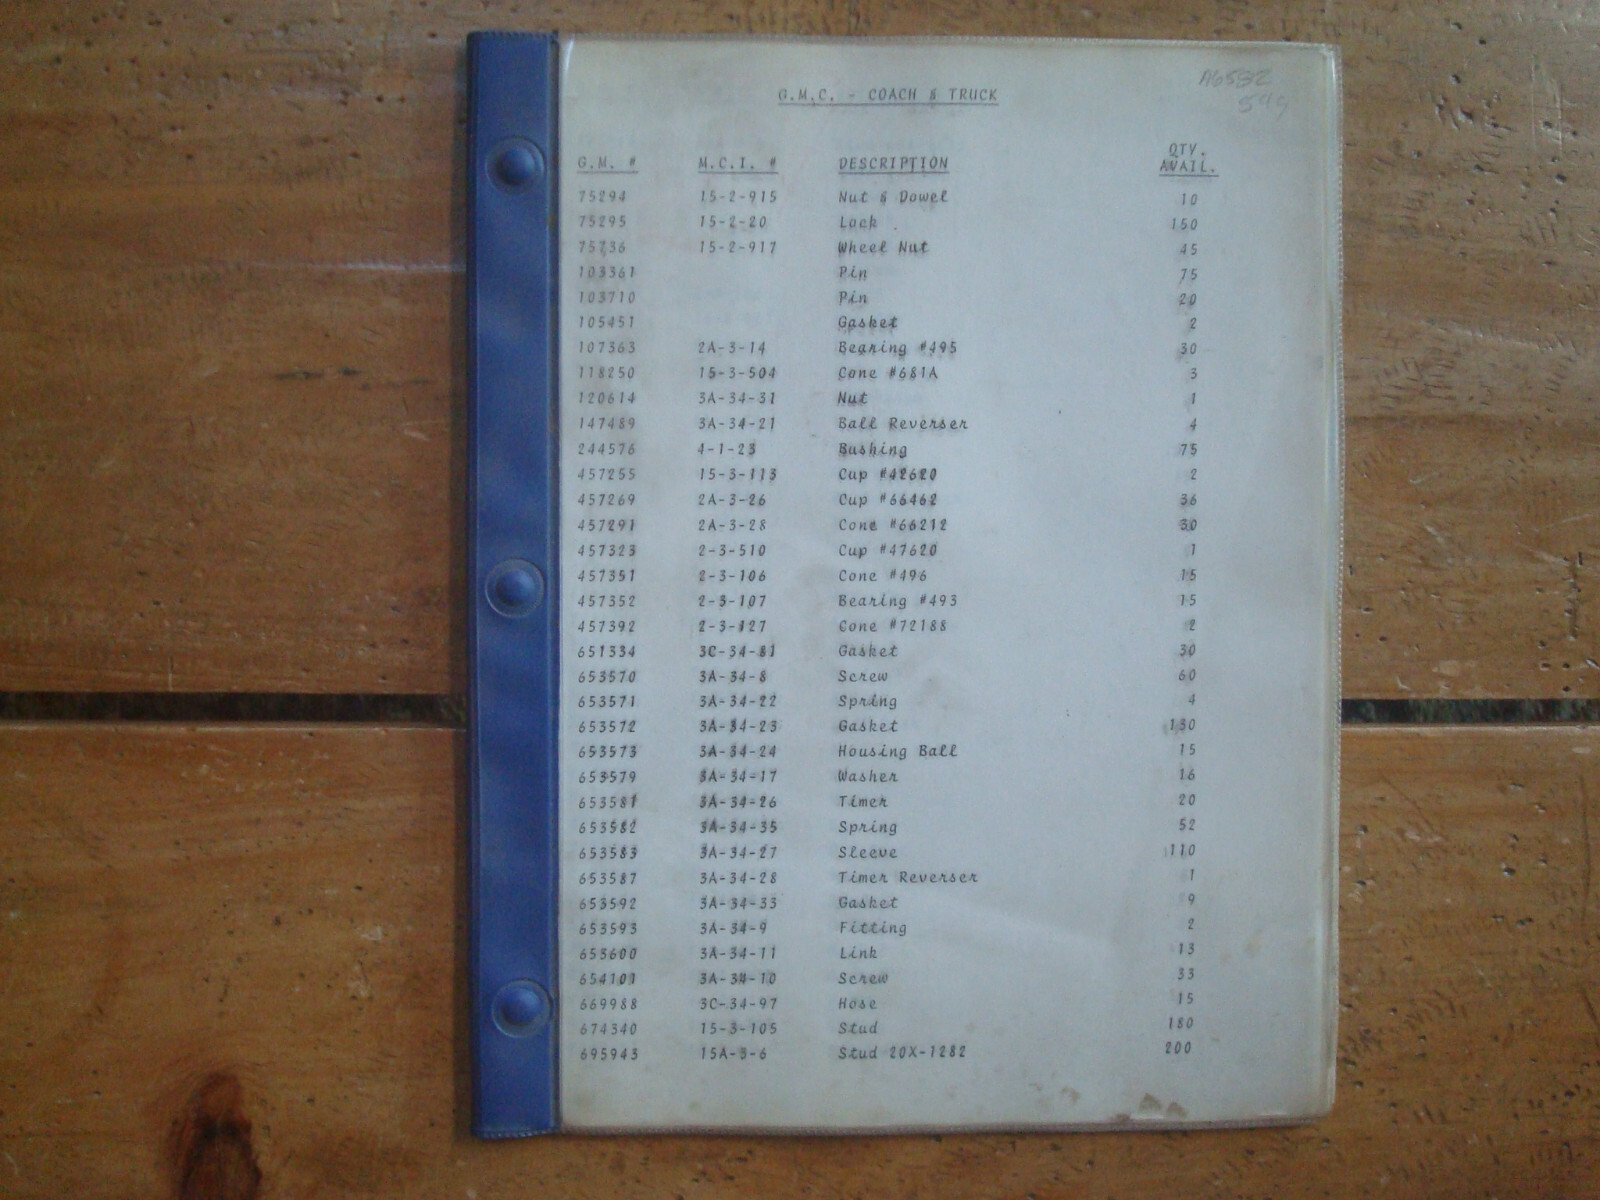 A6532
599
G.M.C. - COACH & TRUCK
G.M. # M.C.I. # DESCRIPTION QTY. AVAIL.
75294 15-2-915 Nut & Dowel 10
75295 15-2-20 Lock 150
75736 15-2-917 Wheel Nut 45
103361 Pin 75
103710 Pin 20
105451 Gasket 2
107363 2A-3-14 Bearing #495 30
118250 15-3-504 Cone #681A 3
120614 3A-34-31 Nut 1
147489 3A-34-21 Ball Reverser 4
244576 4-1-23 Bushing 75
457255 15-3-113 Cup #42620 2
457269 2A-3-26 Cup #66462 36
457291 2A-3-28 Cone #66212 30
457323 2-3-510 Cup #47620 1
457351 2-3-106 Cone #496 15
457352 2-3-107 Bearing #493 15
457392 2-3-127 Cone #72188 2
651334 3C-34-81 Gasket 30
653570 3A-34-8 Screw 60
653571 3A-34-22 Spring 4
653572 3A-34-23 Gasket 130
653573 3A-34-24 Housing Ball 15
653579 3A-34-17 Washer 16
653581 3A-34-26 Timer 20
653582 3A-34-35 Spring 52
653583 3A-34-27 Sleeve 110
653587 3A-34-28 Timer Reverser 1
653592 3A-34-33 Gasket 9
653593 3A-34-9 Fitting 2
653600 3A-34-11 Link 13
654101 3A-34-10 Screw 33
669988 3C-34-97 Hose 15
674340 15-3-105 Stud 180
695943 15A-3-6 Stud 20X-1282 200